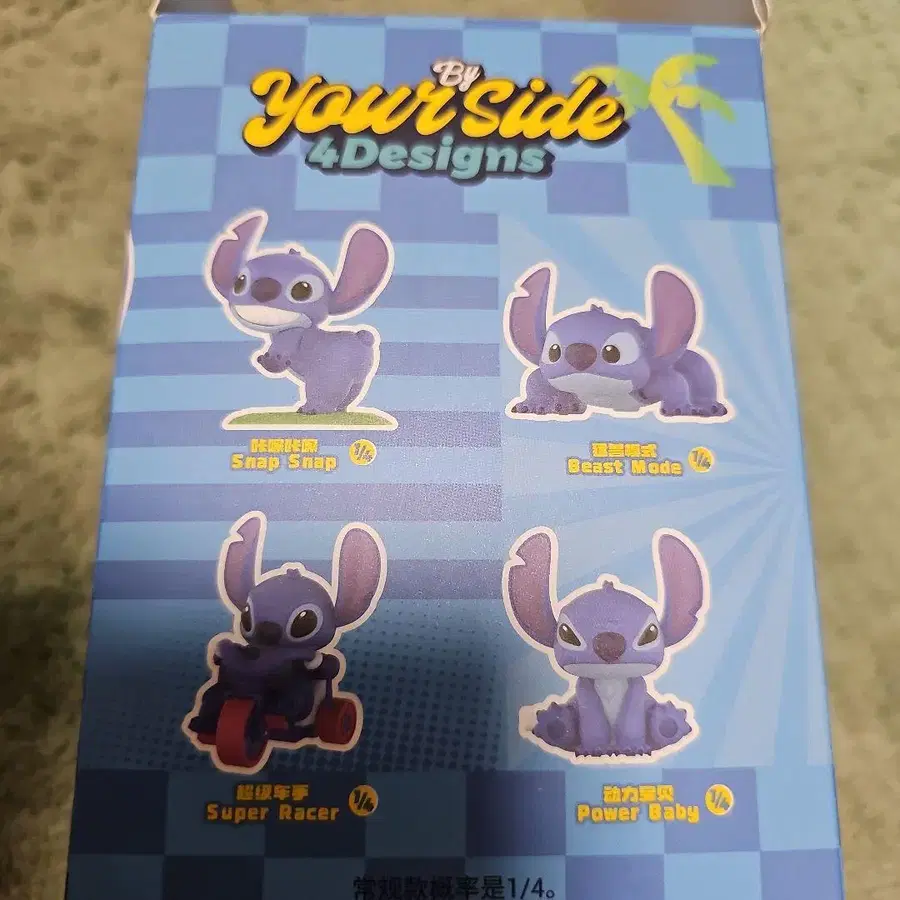 By
Your Side
4Designs
咔嚓咔嚓
Snap Snap 1/4
猛兽模式
Beast Mode 1/4
超级车手
Super Racer 1/4
动力宝贝
Power Baby 1/4
常规款概率是1/4。